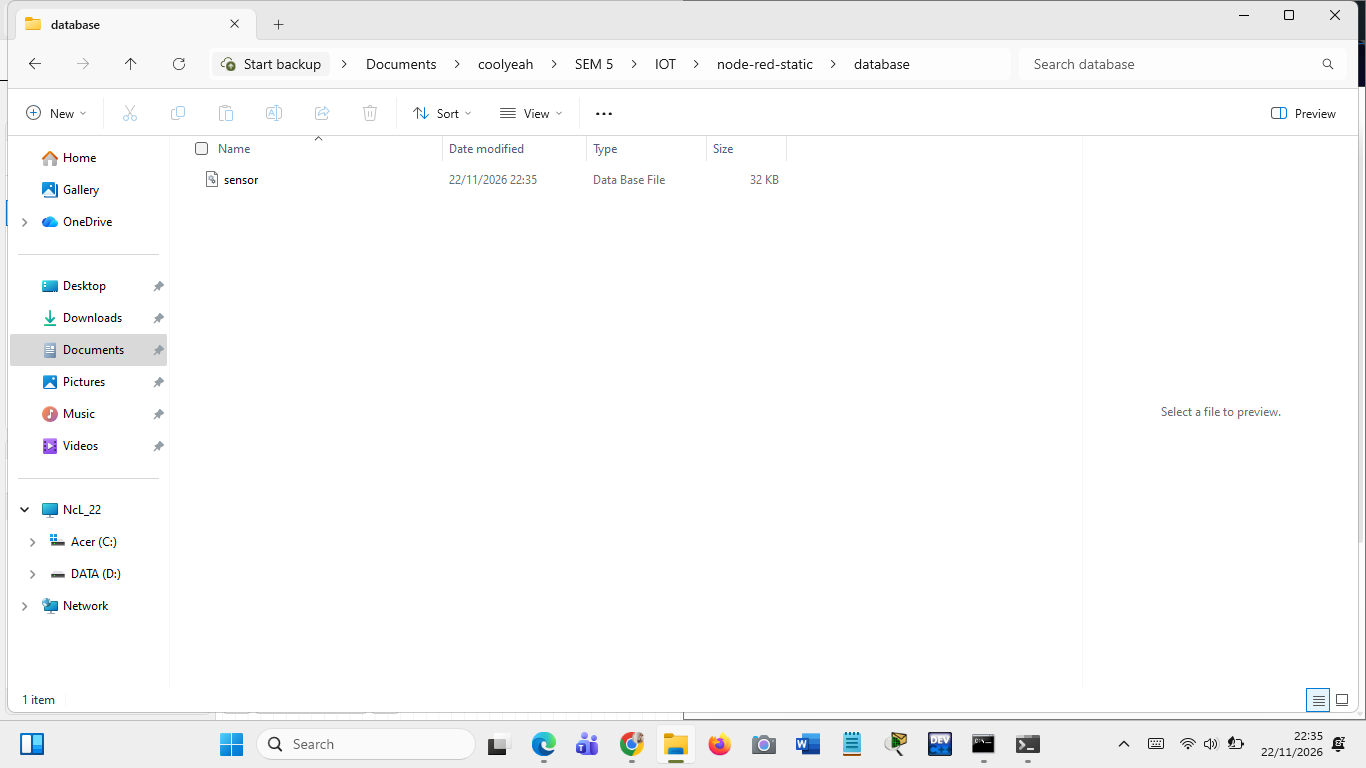 database
Start backup > Documents > coolyeah > SEM 5 > IOT > node-red-static > database
Search database
New
Sort
View
Preview
Home
Gallery
OneDrive
Desktop
Downloads
Documents
Pictures
Music
Videos
NcL_22
Acer (C:)
DATA (D:)
Network
Name Date modified Type Size
sensor 22/11/2026 22:35 Data Base File 32 KB
Select a file to preview.
1 item
Search
DEV
22:35
22/11/2026